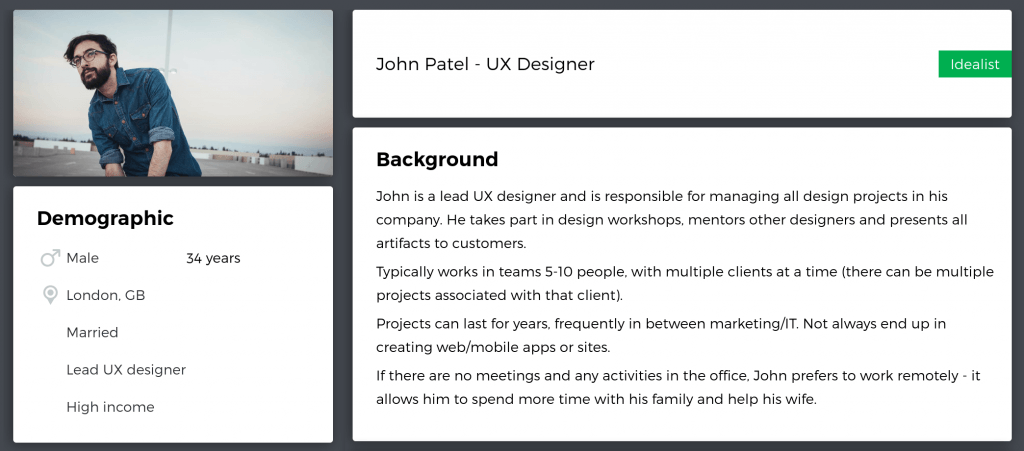 John Patel - UX Designer
Idealist
Demographic
Male 34 years
London, GB
Married
Lead UX designer
High income
Background
John is a lead UX designer and is responsible for managing all design projects in his
company. He takes part in design workshops, mentors other designers and presents all
artifacts to customers.
Typically works in teams 5-10 people, with multiple clients at a time (there can be multiple
projects associated with that client).
Projects can last for years, frequently in between marketing/IT. Not always end up in
creating web/mobile apps or sites.
If there are no meetings and any activities in the office, John prefers to work remotely - it
allows him to spend more time with his family and help his wife.